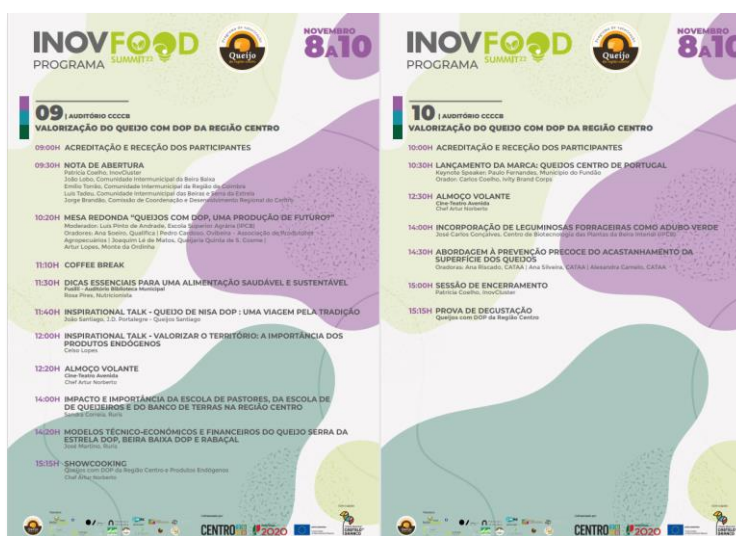 INOVFOOD
SUMMIT'22
PROGRAMA
Queijo
NOVEMBRO
8A10
09 | AUDITÓRIO CCCCB
VALORIZAÇÃO DO QUEIJO COM DOP DA REGIÃO CENTRO
09:00H ACREDITAÇÃO E RECEÇÃO DOS PARTICIPANTES
09:30H NOTA DE ABERTURA
Patrícia Coelho, InovCluster
João Lobo, Comunidade Intermunicipal da Beira Baixa
Emílio Torrão, Comunidade Intermunicipal da Região de Coimbra
Luís Tadeu, Comunidade Intermunicipal das Beiras e Serra da Estrela
Jorge Brandão, Comissão de Coordenação e Desenvolvimento Regional do Centro
10:20H MESA REDONDA “QUEIJOS COM DOP, UMA PRODUÇÃO DE FUTURO?”
Moderador: Luís Pinto de Andrade, Escola Superior Agrária (IPCB)
Oradores: Ana Soeiro, Qualifica | Pedro Cardoso, Ovibeira - Associação de Produtores
Agropecuários | Joaquim Lé de Matos, Queijaria Quinta de S. Cosme |
Artur Lopes, Monte da Ordinha
11:10H COFFEE BREAK
11:30H DICAS ESSENCIAIS PARA UMA ALIMENTAÇÃO SAUDÁVEL E SUSTENTÁVEL
Fusilli - Auditório Biblioteca Municipal
Rosa Pires, Nutricionista
11:40H INSPIRATIONAL TALK - QUEIJO DE NISA DOP : UMA VIAGEM PELA TRADIÇÃO
João Santiago, J.D. Portalegre - Queijos Santiago
12:00H INSPIRATIONAL TALK - VALORIZAR O TERRITÓRIO: A IMPORTÂNCIA DOS
PRODUTOS ENDÓGENOS
Celso Lopes
12:20H ALMOÇO VOLANTE
Cine-Teatro Avenida
Chef Artur Norberto
14:00H IMPACTO E IMPORTÂNCIA DA ESCOLA DE PASTORES, DA ESCOLA DE
DE QUEIJEIROS E DO BANCO DE TERRAS NA REGIÃO CENTRO
Sandra Correia, Ruris
14:20H MODELOS TÉCNICO-ECONÓMICOS E FINANCEIROS DO QUEIJO SERRA DA
ESTRELA DOP, BEIRA BAIXA DOP E RABAÇAL
José Martino, Ruris
15:15H SHOWCOOKING
Queijos com DOP da Região Centro e Produtos Endógenos
Chef Artur Norberto
CENTRO 2020
INOVFOOD
SUMMIT'22
PROGRAMA
Queijo
NOVEMBRO
8A10
10 | AUDITÓRIO CCCCB
VALORIZAÇÃO DO QUEIJO COM DOP DA REGIÃO CENTRO
10:00H ACREDITAÇÃO E RECEÇÃO DOS PARTICIPANTES
10:30H LANÇAMENTO DA MARCA: QUEIJOS CENTRO DE PORTUGAL
Keynote Speaker: Paulo Fernandes, Município do Fundão
Orador: Carlos Coelho, Ivity Brand Corps
12:30H ALMOÇO VOLANTE
Cine-Teatro Avenida
Chef Artur Norberto
14:00H INCORPORAÇÃO DE LEGUMINOSAS FORRAGEIRAS COMO ADUBO VERDE
José Carlos Gonçalves, Centro de Biotecnologia das Plantas da Beira Interial (IPCB)
14:30H ABORDAGEM À PREVENÇÃO PRECOCE DO ACASTANHAMENTO DA
SUPERFÍCIE DOS QUEIJOS
Oradoras: Ana Riscado, CATAA | Ana Silveira, CATAA | Alexandra Camelo, CATAA
15:00H SESSÃO DE ENCERRAMENTO
Patrícia Coelho, InovCluster
15:15H PROVA DE DEGUSTAÇÃO
Queijos com DOP da Região Centro
CENTRO 2020